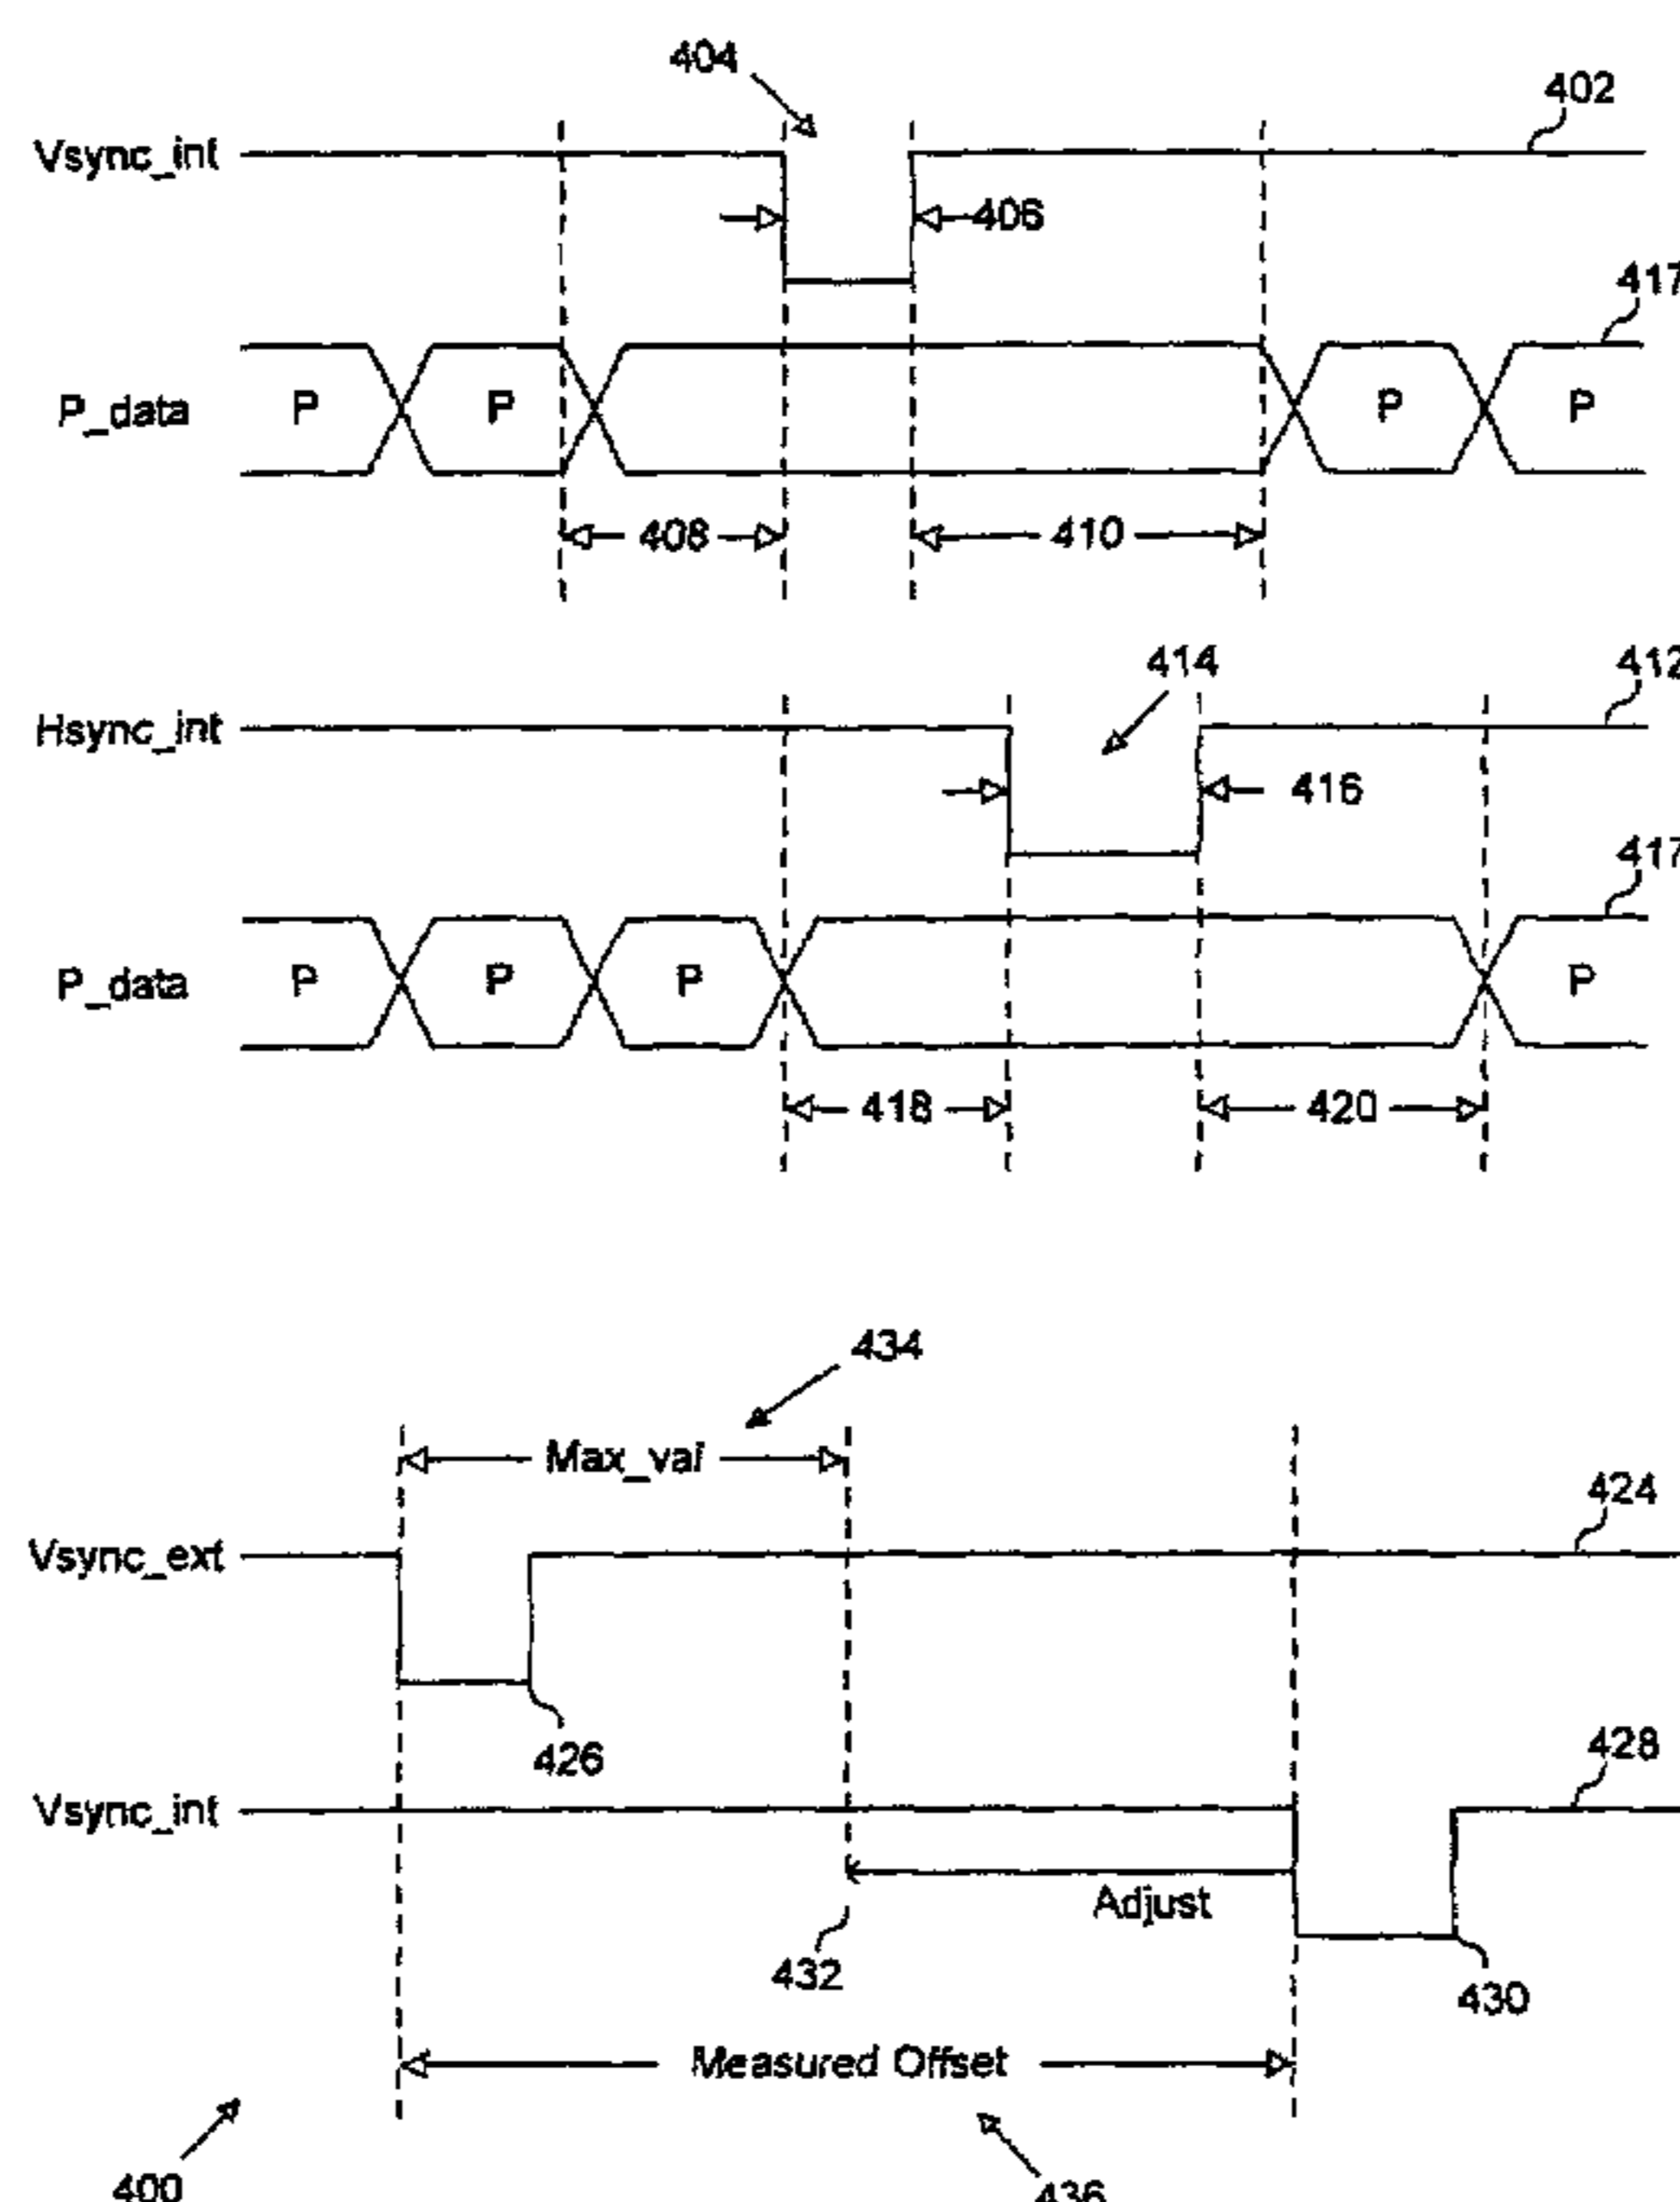 404
402
Vsync_int
406
417
P_data P P P P
408 410
414
412
Hsync_int
416
417
P_data P P P P
418 420
434
Max_val
424
Vsync_ext
426
428
Vsync_int
Adjust
432
430
Measured Offset
400
436